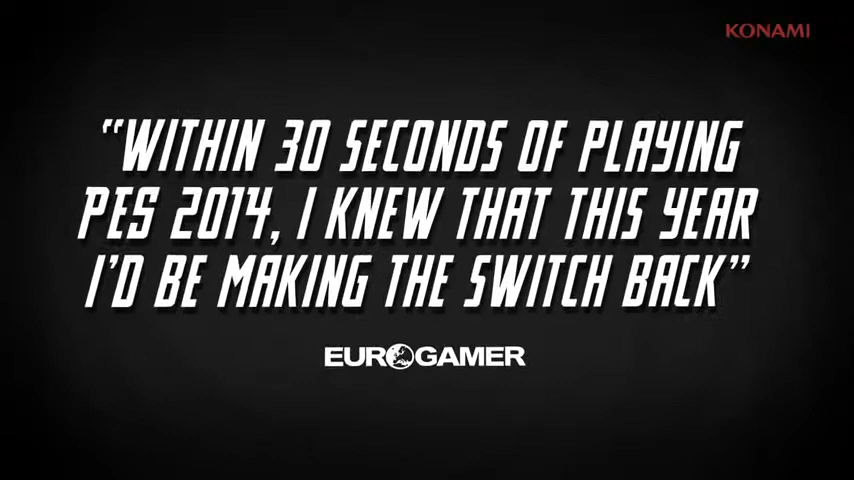 KONAMI
"WITHIN 30 SECONDS OF PLAYING
PES 2014, I KNEW THAT THIS YEAR
I'D BE MAKING THE SWITCH BACK"
EUROGAMER